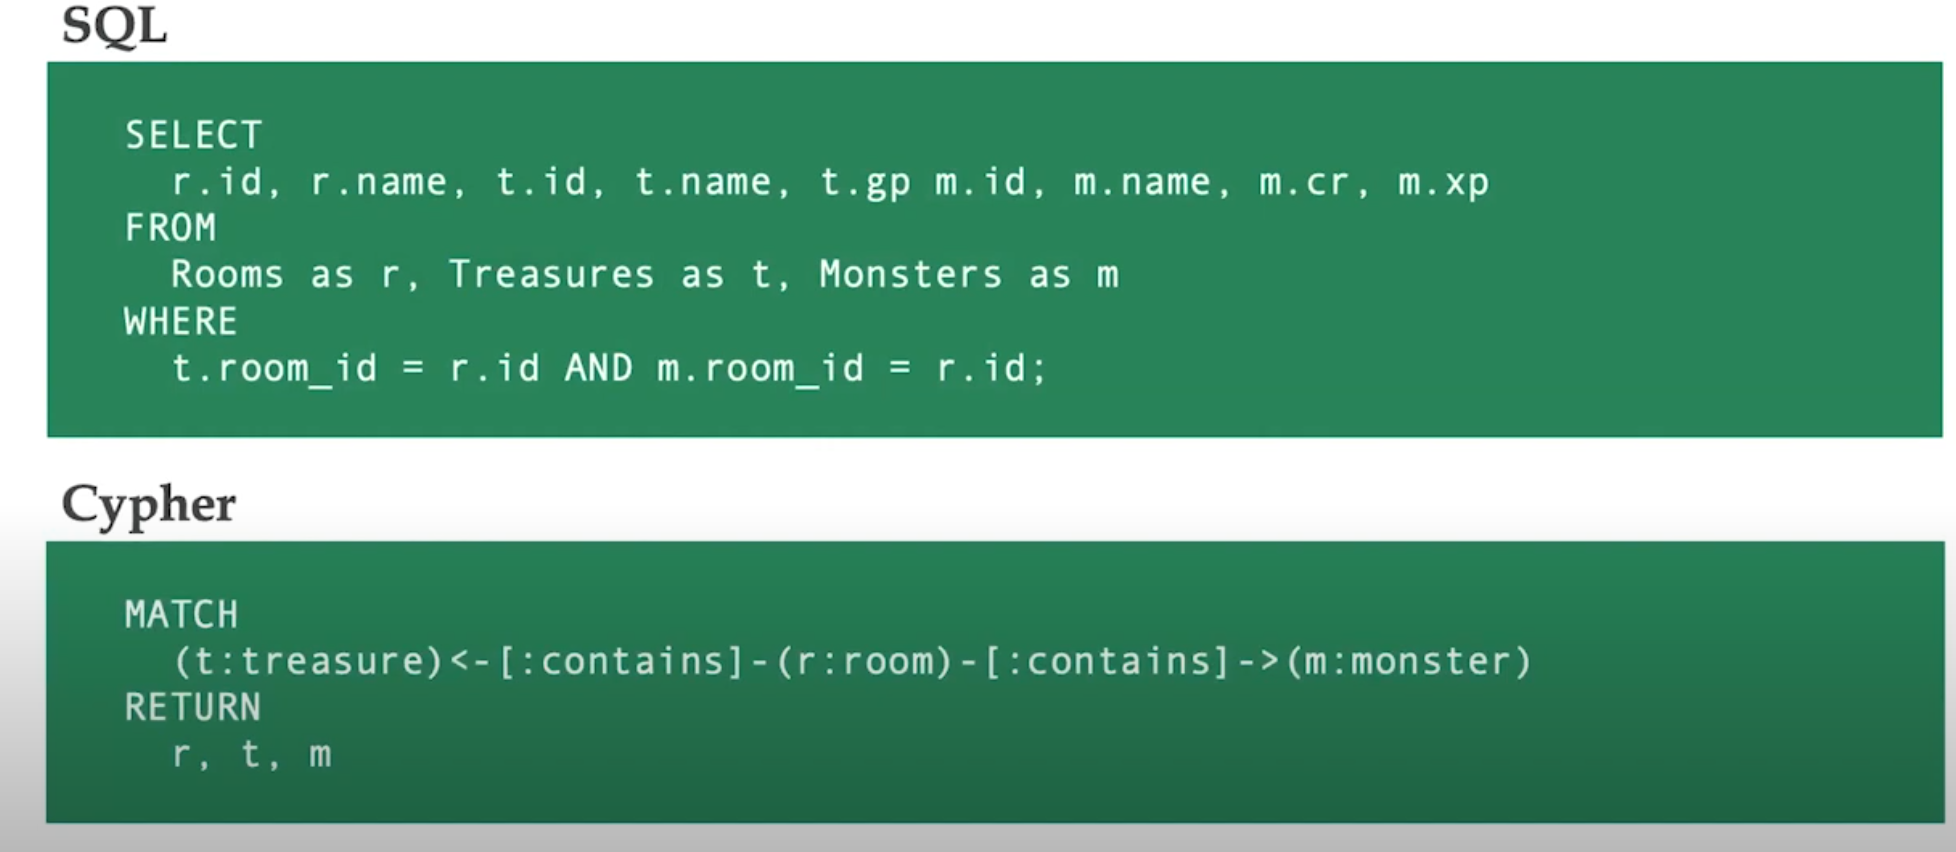 SQL
SELECT
r.id, r.name, t.id, t.name, t.gp m.id, m.name, m.cr, m.xp
FROM
Rooms as r, Treasures as t, Monsters as m
WHERE
t.room_id = r.id AND m.room_id = r.id;
Cypher
MATCH
(t:treasure)<-[:contains]-(r:room)-[:contains]->(m:monster)
RETURN
r, t, m